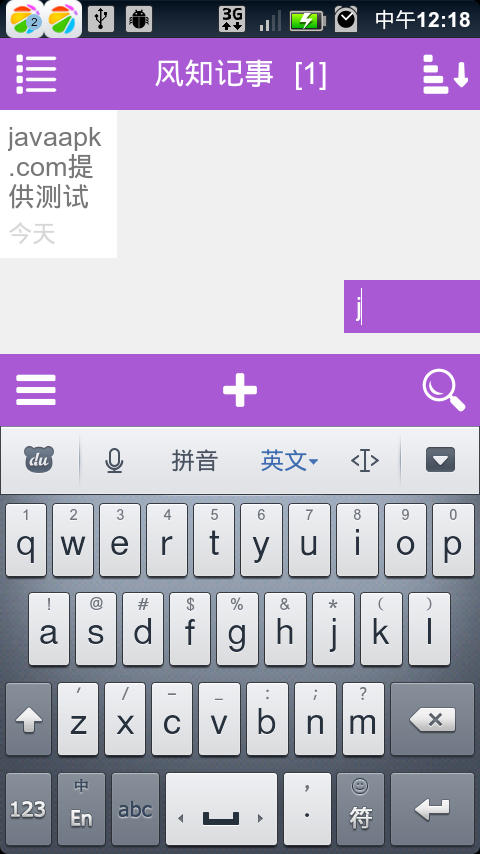 2
3G
中午12:18
风知记事 [1]
javaapk
.com提
供测试
今天
j
du
拼音
英文
1 2 3 4 5 6 7 8 9 0
q w e r t y u i o p
! @ # $ % & * ( )
a s d f g h j k l
' / - _ : ; ?
z x c v b n m
中
123 En abc , . 符